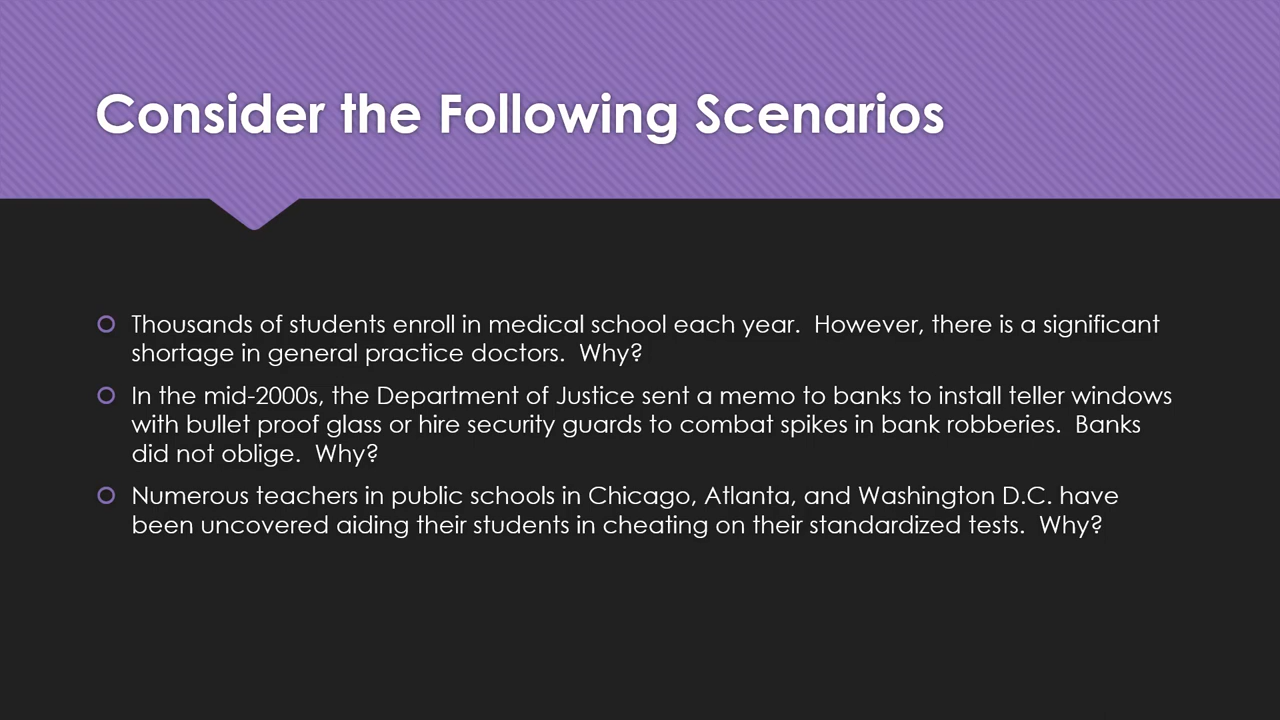 Consider the Following Scenarios
Thousands of students enroll in medical school each year.  However, there is a significant
shortage in general practice doctors.  Why?
In the mid-2000s, the Department of Justice sent a memo to banks to install teller windows
with bullet proof glass or hire security guards to combat spikes in bank robberies.  Banks
did not oblige.  Why?
Numerous teachers in public schools in Chicago, Atlanta, and Washington D.C. have
been uncovered aiding their students in cheating on their standardized tests.  Why?